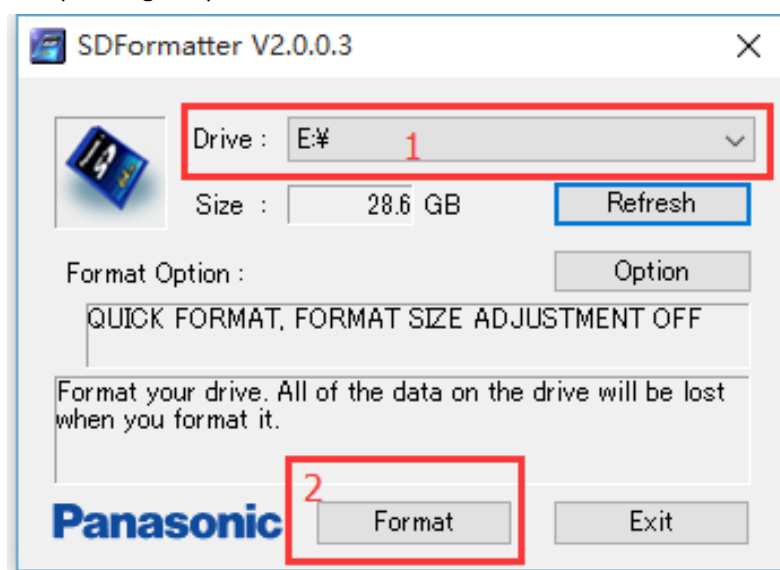 SDFormatter V2.0.0.3
Drive : E:¥ 1
Size : 28.6 GB Refresh
Format Option : Option
QUICK FORMAT, FORMAT SIZE ADJUSTMENT OFF
Format your drive. All of the data on the drive will be lost
when you format it.
2
Panasonic Format Exit